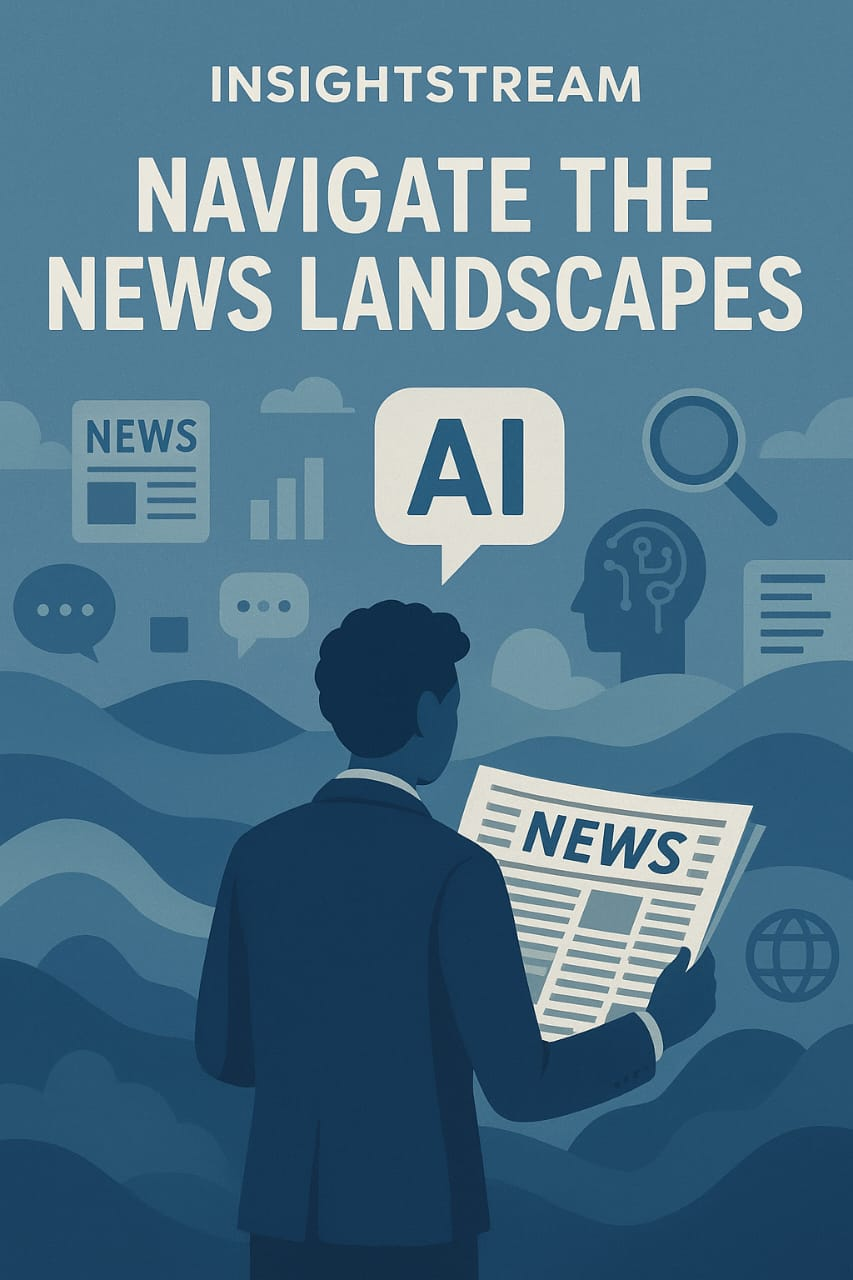 INSIGHTSTREAM
NAVIGATE THE
NEWS LANDSCAPES
NEWS
AI
NEWS